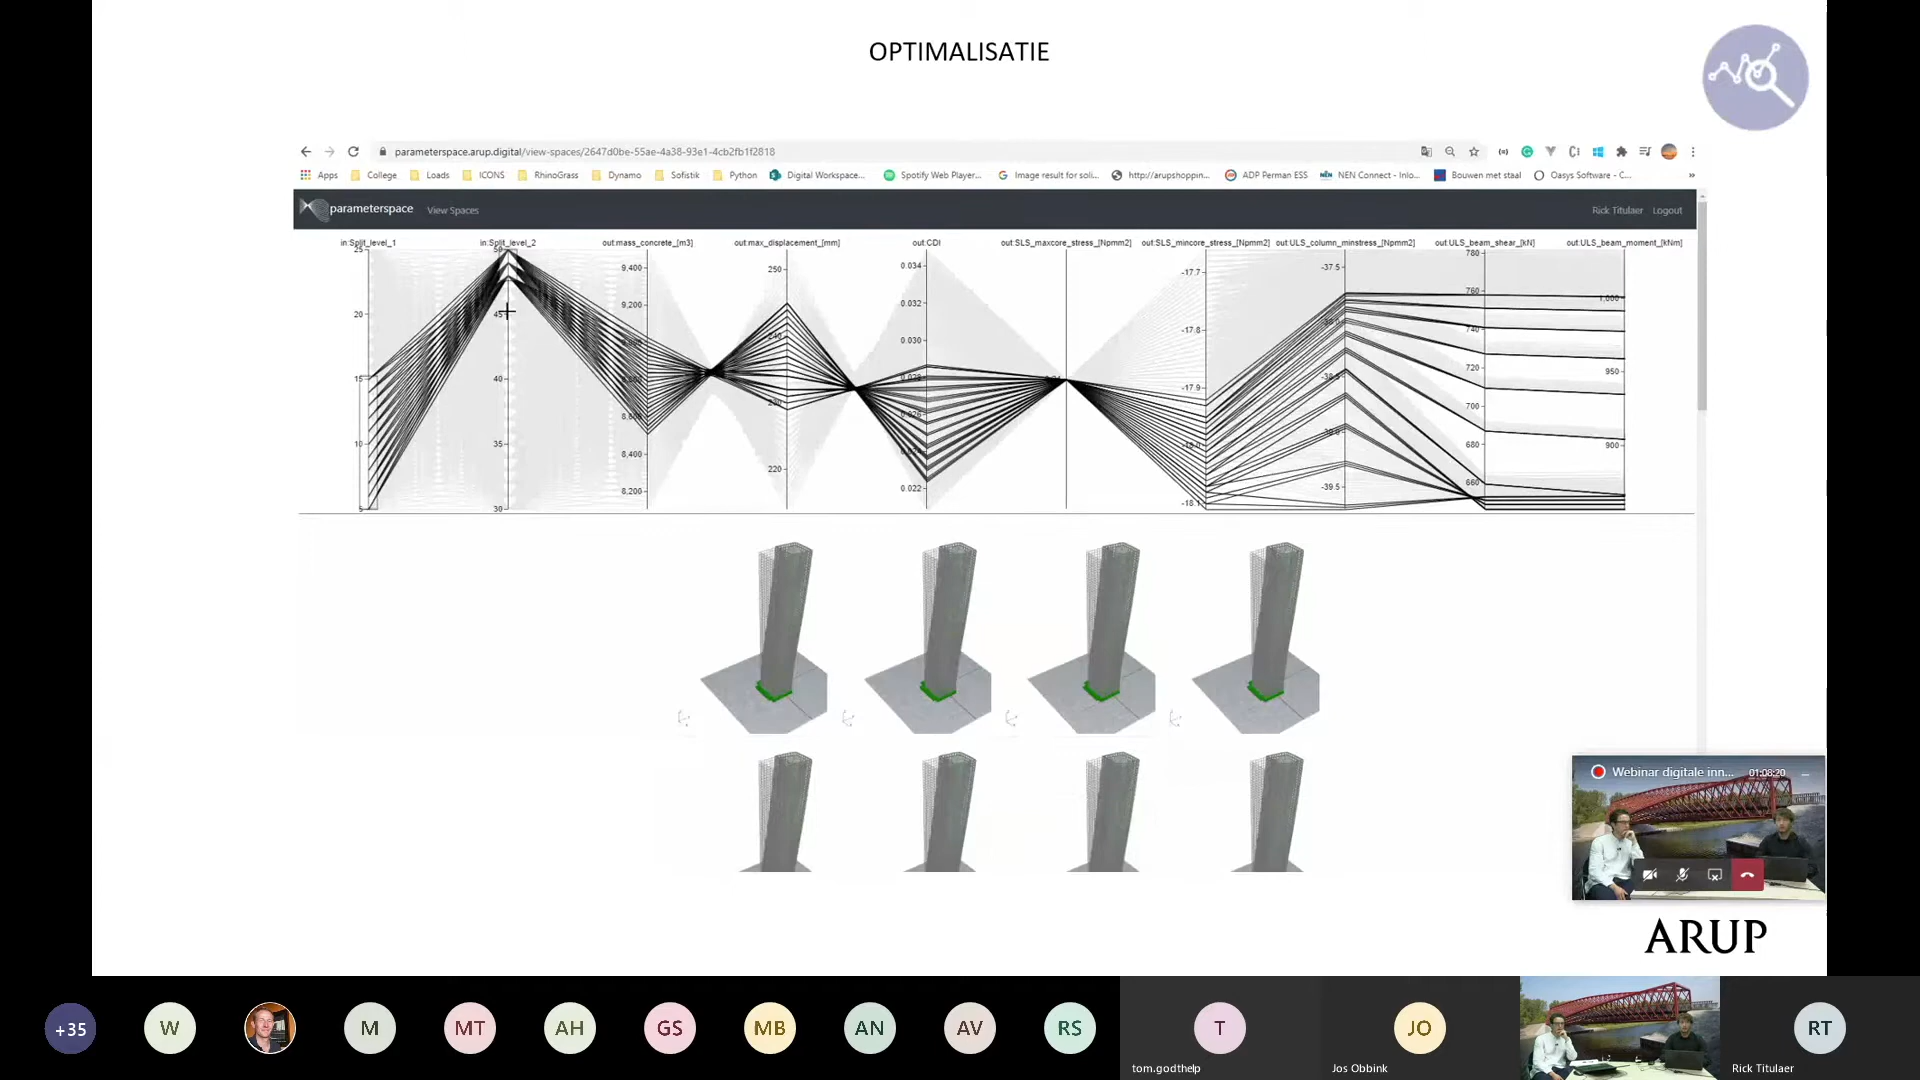 OPTIMALISATIE
parameterspace.arup.digital/view-spaces/2647d0be-55ae-4a38-93e1-4cb2fb1f2818
Apps College Loads ICONS RhinoGrass Dynamo Sofistik Python Digital Workspace... Spotify Web Player... Image result for soli... http://arupshoppin... ADP Perman ESS NEN Connect - Inlo... Bouwen met staal Oasys Software - C... »
parameterspace View Spaces Rick Titulaer Logout
in:Split_level_1 in:Split_level_2 out:mass_concrete_[m3] out:max_displacement_[mm] out:CDI out:SLS_maxcore_stress_[Npmm2] out:SLS_mincore_stress_[Npmm2] out:ULS_column_minstress_[Npmm2] out:ULS_beam_shear_[kN] out:ULS_beam_moment_[kNm]
25 50 780
9,400 250 0.034 -17.7 -37.5
760
9,200 0.032 1,000
20 45 -17.8 740
0.030
720 950
15 40 -17.9
700
10 35 8,400 220 680 900
8,200 0.022 -39.5 660
5 30 -18.1
Webinar digitale inn... 01:08:20
ARUP
+35 W M MT AH GS MB AN AV RS T JO RT
tom.godthelp Jos Obbink Rick Titulaer